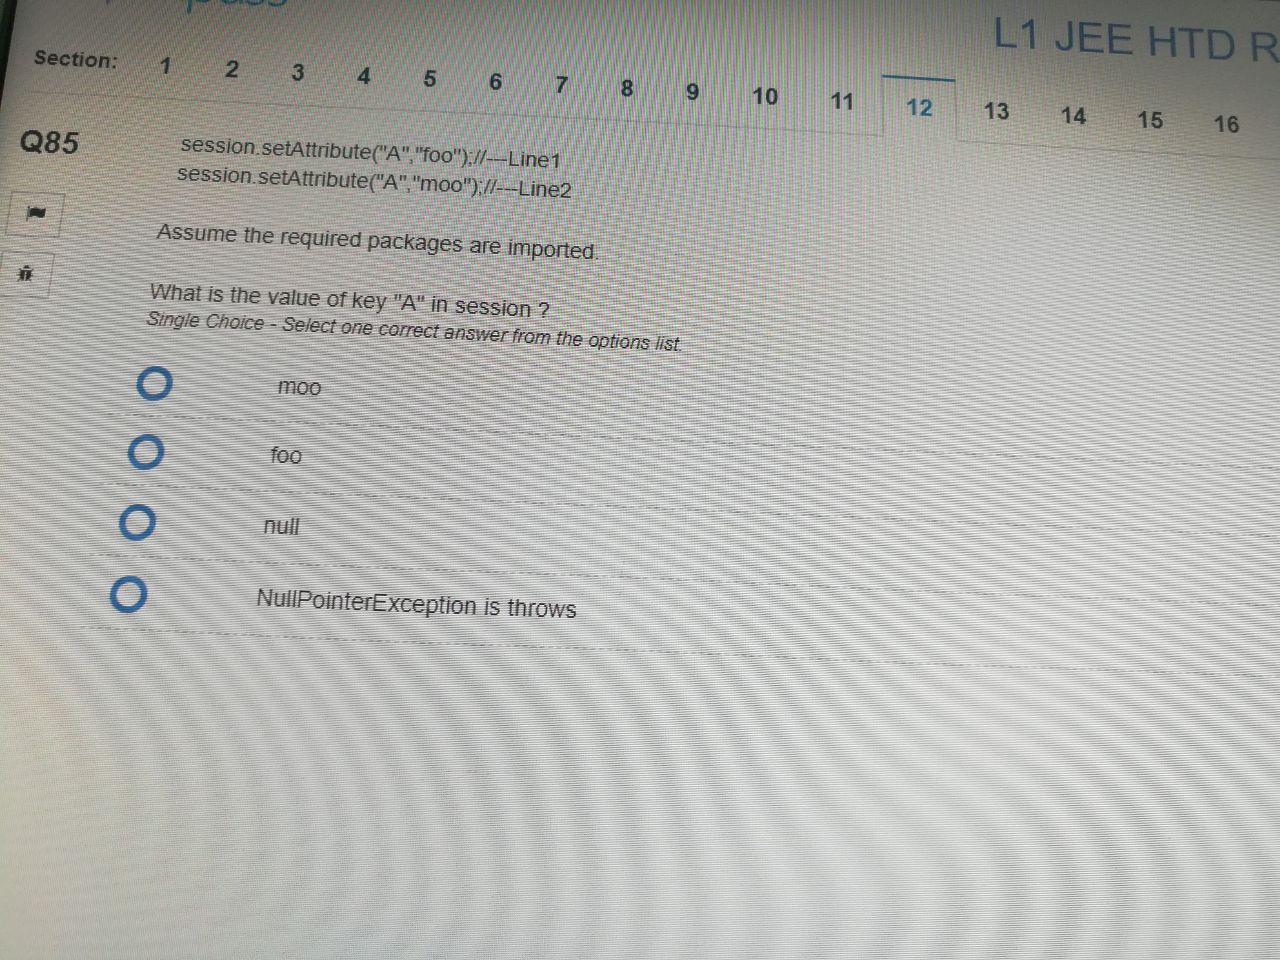 L1 JEE HTD R
Section: 1 2 3 4 5 6 7 8 9 10 11 12 13 14 15 16
Q85
session.setAttribute("A","foo");//---Line1
session.setAttribute("A","moo");//---Line2
Assume the required packages are imported.
What is the value of key "A" in session ?
Single Choice - Select one correct answer from the options list.
moo
foo
null
NullPointerException is throws